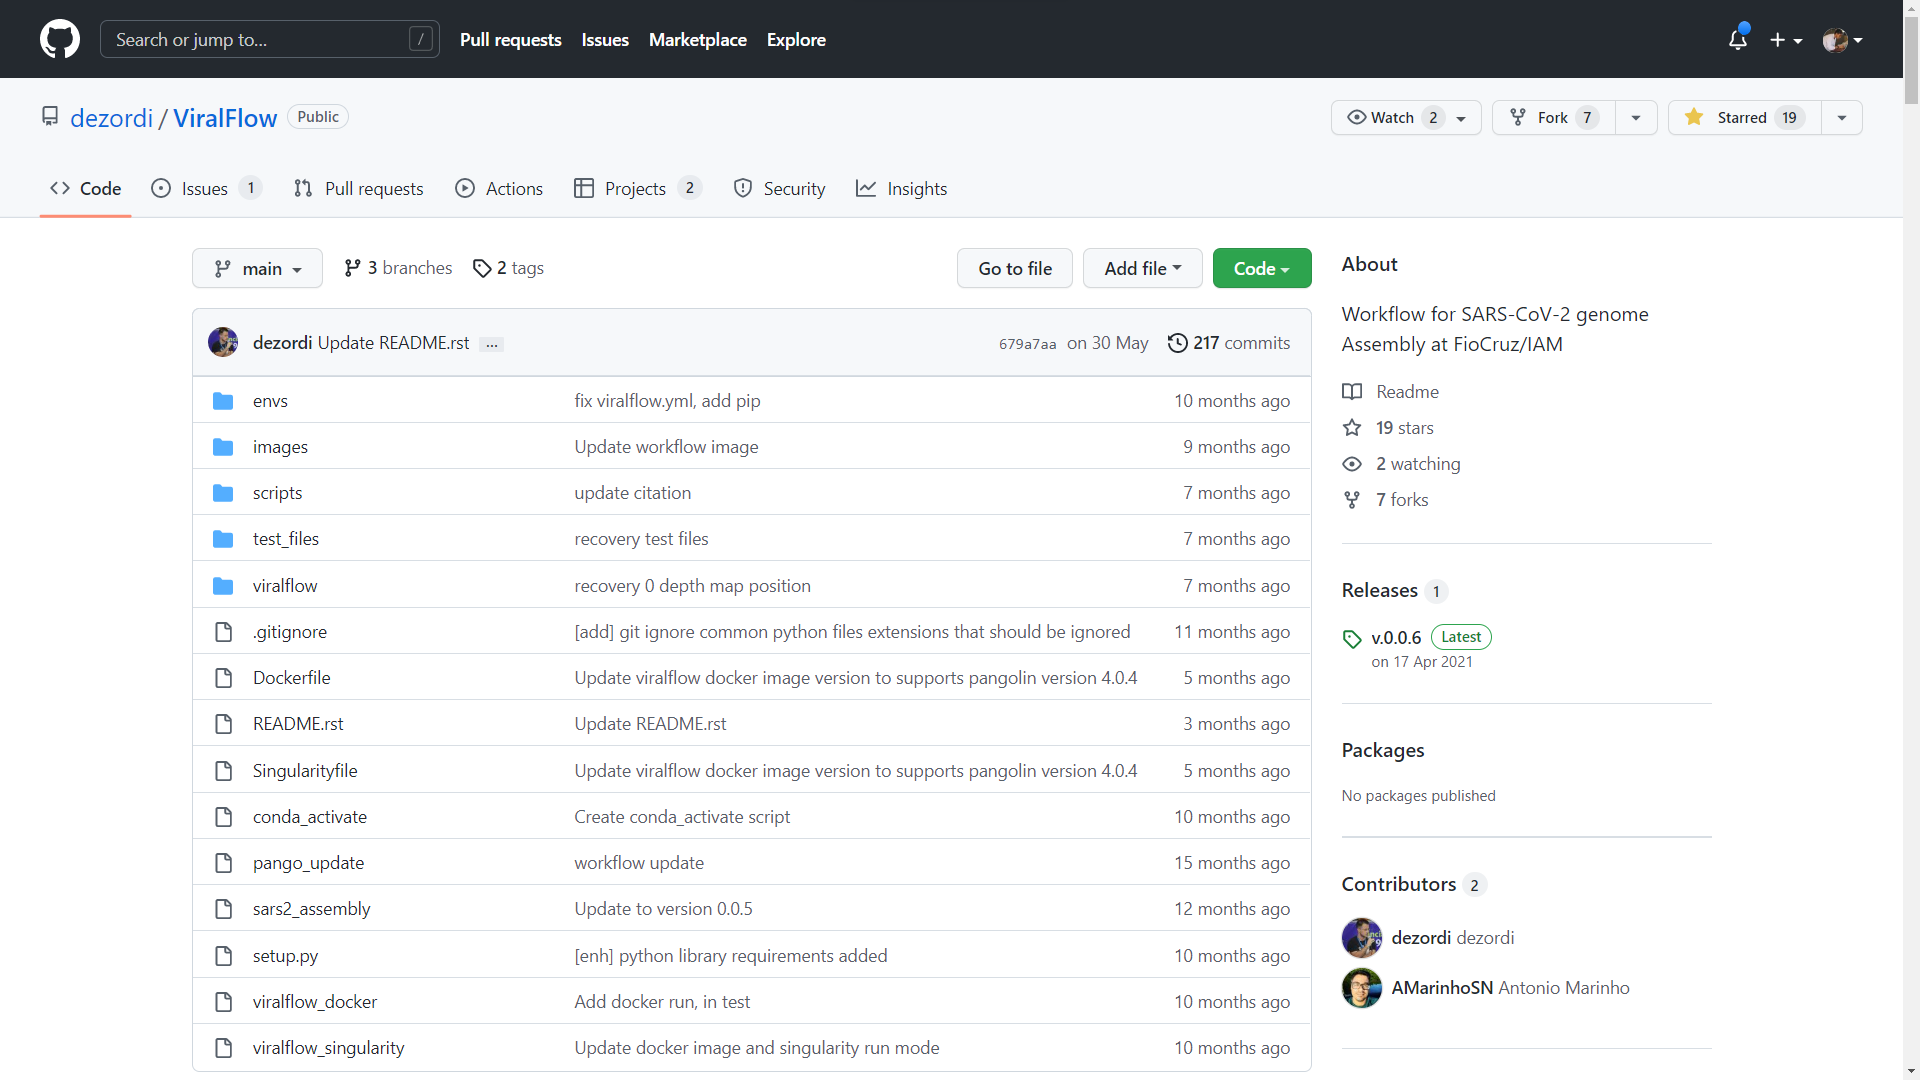 Search or jump to... /
Pull requests Issues Marketplace Explore
dezordi / ViralFlow Public
Watch 2 Fork 7 Starred 19
Code Issues 1 Pull requests Actions Projects 2 Security Insights
main 3 branches 2 tags Go to file Add file Code
dezordi Update README.rst ... 679a7aa on 30 May 217 commits
envs fix viralflow.yml, add pip 10 months ago
images Update workflow image 9 months ago
scripts update citation 7 months ago
test_files recovery test files 7 months ago
viralflow recovery 0 depth map position 7 months ago
.gitignore [add] git ignore common python files extensions that should be ignored 11 months ago
Dockerfile Update viralflow docker image version to supports pangolin version 4.0.4 5 months ago
README.rst Update README.rst 3 months ago
Singularityfile Update viralflow docker image version to supports pangolin version 4.0.4 5 months ago
conda_activate Create conda_activate script 10 months ago
pango_update workflow update 15 months ago
sars2_assembly Update to version 0.0.5 12 months ago
setup.py [enh] python library requirements added 10 months ago
viralflow_docker Add docker run, in test 10 months ago
viralflow_singularity Update docker image and singularity run mode 10 months ago
About
Workflow for SARS-CoV-2 genome
Assembly at FioCruz/IAM
Readme
19 stars
2 watching
7 forks
Releases 1
v.0.0.6 Latest
on 17 Apr 2021
Packages
No packages published
Contributors 2
dezordi dezordi
AMarinhoSN Antonio Marinho